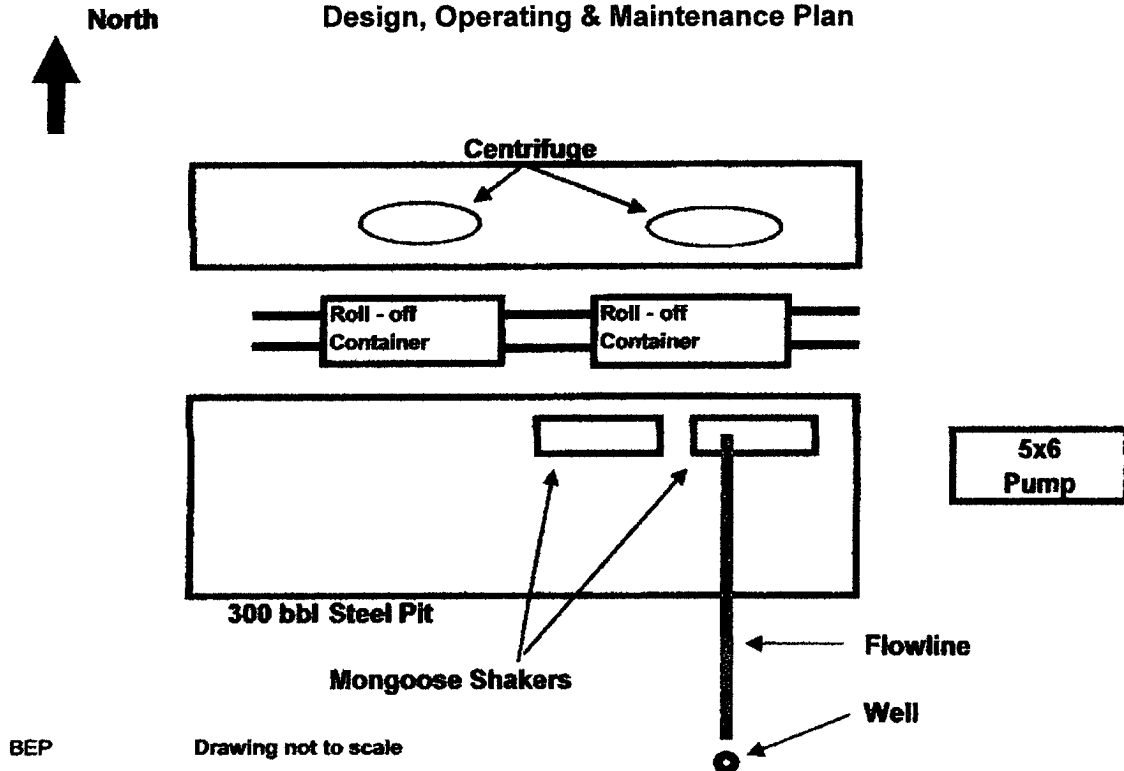 North
Design, Operating & Maintenance Plan
Centrifuge
Roll - off
Container
Roll - off
Container
5x6
Pump
300 bbl Steel Pit
Flowline
Mongoose Shakers
Well
BEP
Drawing not to scale